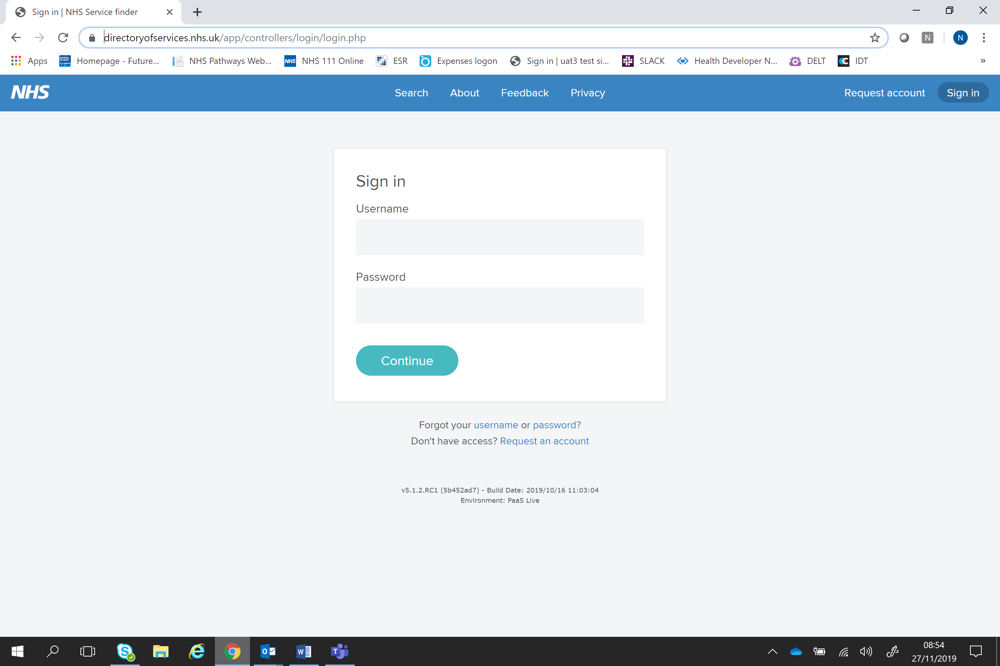 Sign in | NHS Service finder
directoryofservices.nhs.uk/app/controllers/login/login.php
N
N
Apps
NHS
Homepage - Future...
NHS Pathways Web...
NHS
NHS 111 Online
ESR
Expenses logon
Sign in | uat3 test si...
SLACK
Health Developer N...
DELT
IDT
»
NHS
Search
About
Feedback
Privacy
Request account
Sign in
Sign in
Username
Password
Continue
Forgot your username or password?
Don't have access? Request an account
v5.1.2.RC1 (5b452ad7) - Build Date: 2019/10/16 11:03:04
Environment: PaaS Live
08:54
27/11/2019